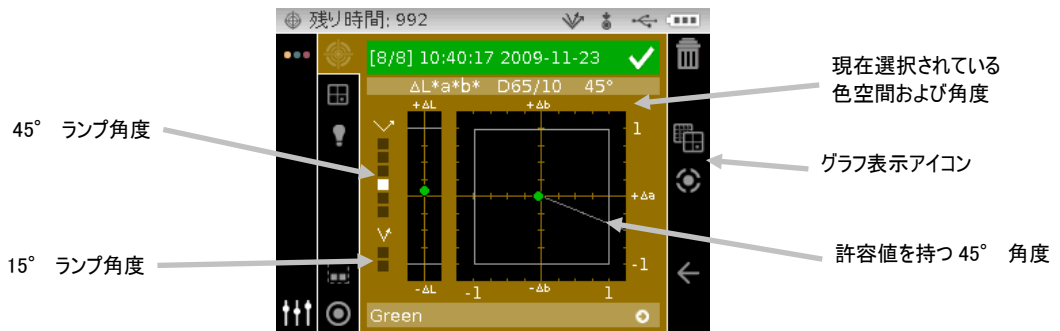 残り時間: 992
[8/8] 10:40:17 2009-11-23
ΔL*a*b* D65/10 45°
+ΔL
+Δb
1
+Δa
-1
-ΔL
-1
-Δb
1
Green
45° ランプ角度
15° ランプ角度
現在選択されている
色空間および角度
グラフ表示アイコン
許容値を持つ 45° 角度